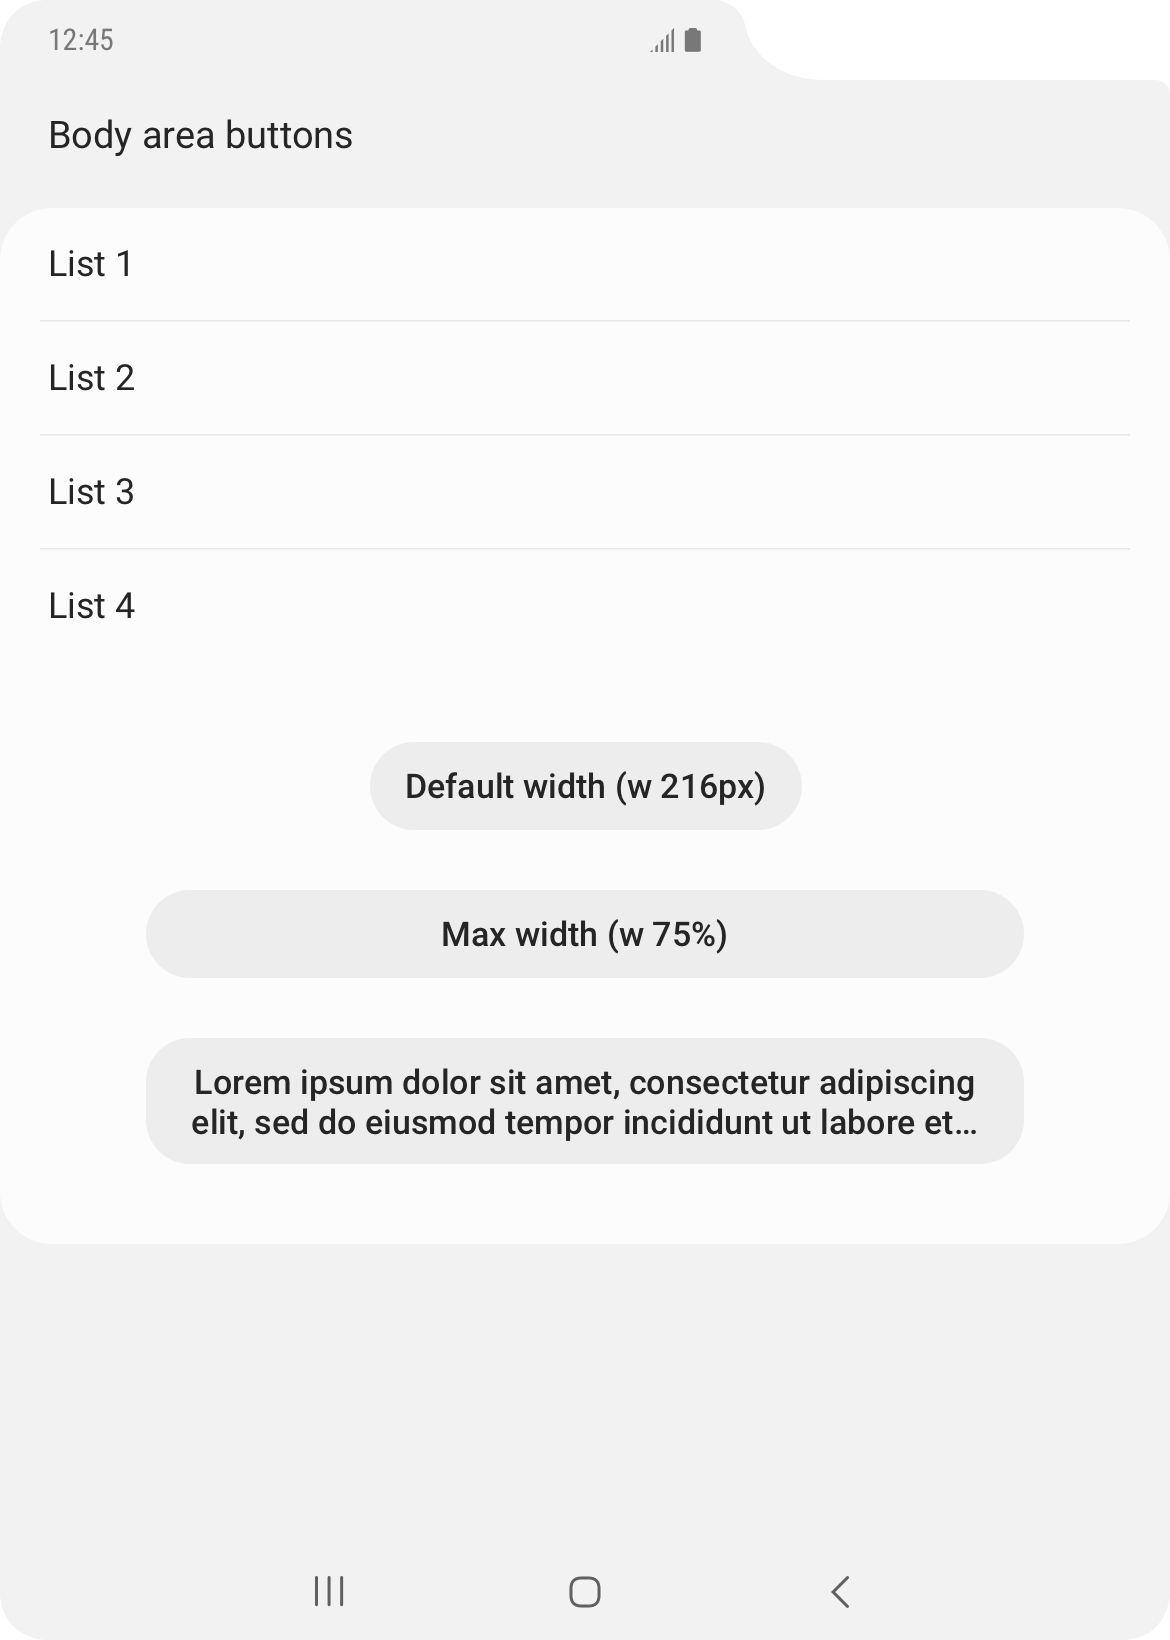 12:45
Body area buttons
List 1
List 2
List 3
List 4
Default width (w 216px)
Max width (w 75%)
Lorem ipsum dolor sit amet, consectetur adipiscing
elit, sed do eiusmod tempor incididunt ut labore et...